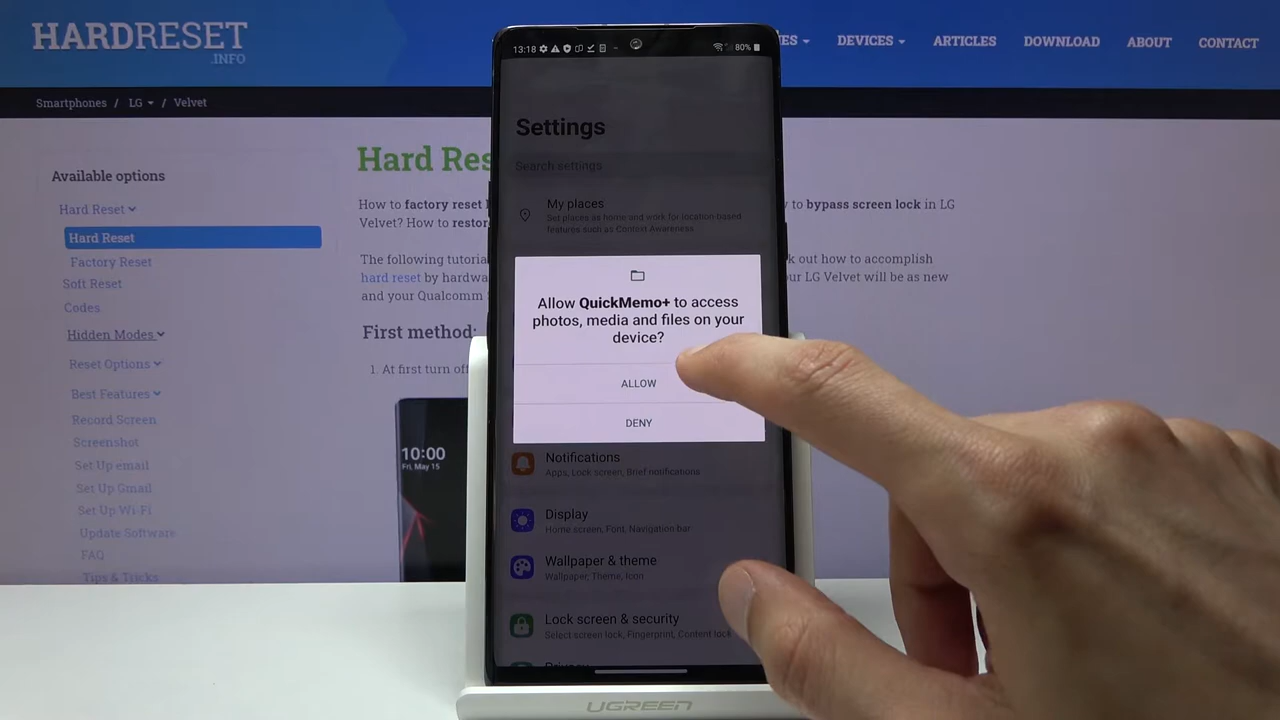 HARDRESET
.INFO
DEVICES
ARTICLES
DOWNLOAD
ABOUT
CONTACT
Smartphones / LG / Velvet
Available options
Hard Reset
Hard Reset
Factory Reset
Soft Reset
Codes
Hidden Modes
Reset Options
Best Features
Record Screen
Screenshot
Set Up email
Set Up Gmail
Set Up Wi-Fi
Update Software
FAQ
Tips & Tricks
Hard Res
How to factory reset
to bypass screen lock in LG
Velvet? How to
The following tutorial
out how to accomplish
hard reset by hardwa
our LG Velvet will be as new
and your Qualcomm
First method:
1. At first turn off
10:00
Fri, May 15
13:18
80%
Settings
Search settings
My places
Set places as home and work for location-based
features such as Context Awareness
Allow QuickMemo+ to access
photos, media and files on your
device?
ALLOW
DENY
Notifications
Apps, Lock screen, Brief notifications
Display
Home screen, Font, Navigation bar
Wallpaper & theme
Wallpaper, Theme, Icon
Lock screen & security
Select screen lock, Fingerprint, Content lock
UGREEN